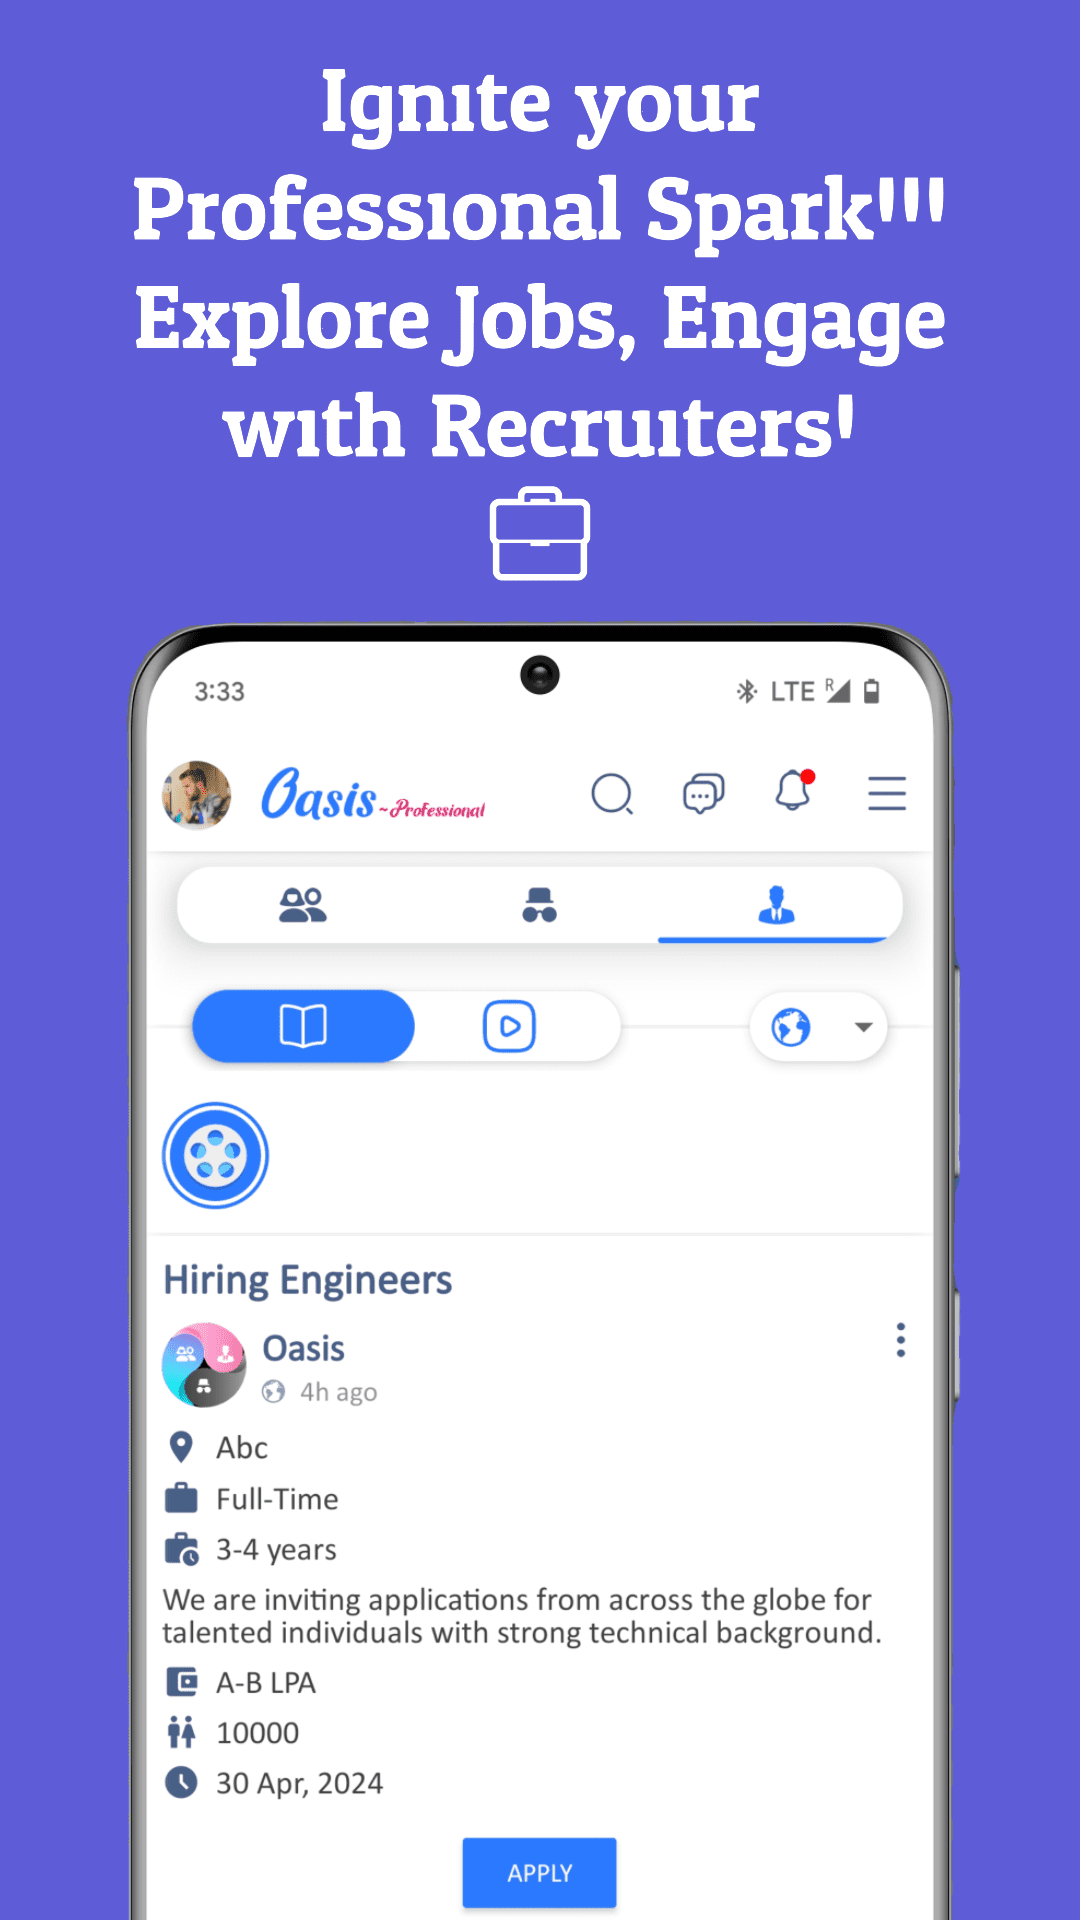 Ignite your
Professional Spark!!!
Explore Jobs, Engage
with Recruiters!
3:33
LTE R
Oasis ~Professional
Hiring Engineers
Oasis
4h ago
Abc
Full-Time
3-4 years
We are inviting applications from across the globe for
talented individuals with strong technical background.
A-B LPA
10000
30 Apr, 2024
APPLY